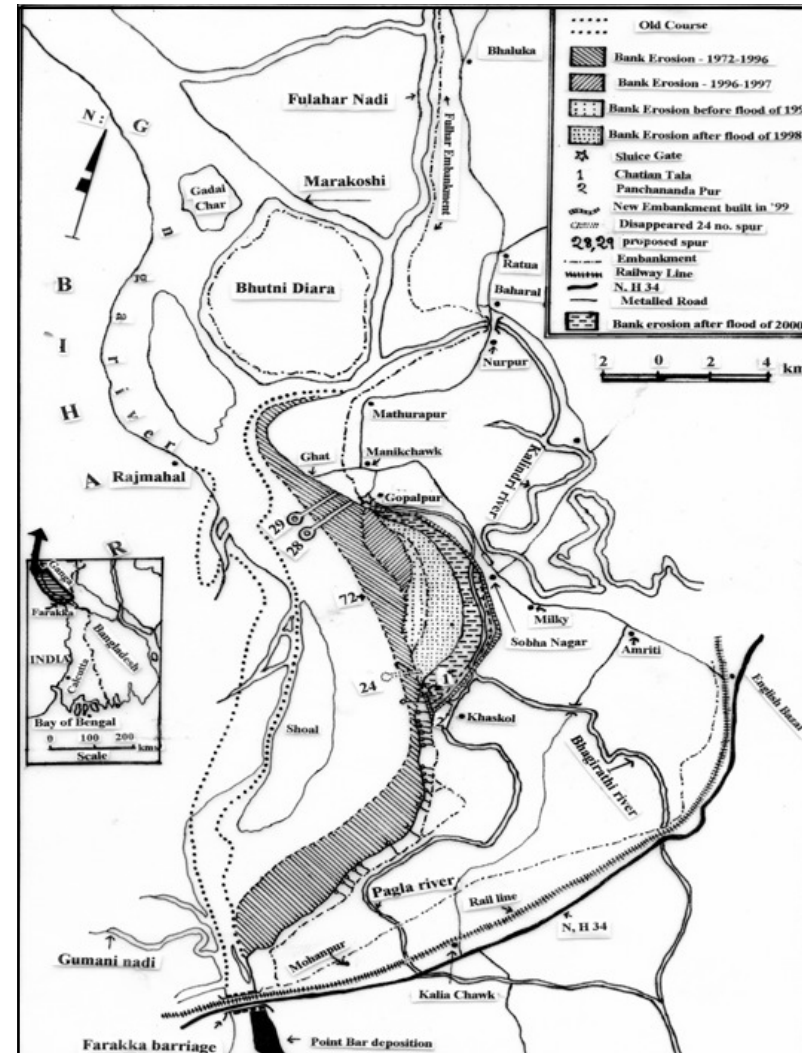 Old Course
Bank Erosion - 1972-1996
Bank Erosion - 1996-1997
Bank Erosion before flood of 199
Bank Erosion after flood of 1998
Sluice Gate
1 Chatian Tala
2 Panchananda Pur
New Embankment built in '99
Disappeared 24 no. spur
28,29 proposed spur
Embankment
Railway Line
N. H 34
Metalled Road
Bank erosion after flood of 2000
2 0 2 4 km
Bhaluka
Fulahar Nadi
Fulhar Embankment
N:
Ganga river
Gadai
Char
Marakoshi
BIHAR
Bhutni Diara
Ratua
Baharal
Nurpur
Mathurapur
Ghat
Manikchawk
Kalindri river
Rajmahal
Gopalpur
29
28
72
Milky
Sobha Nagar
Amriti
English Bazar
24
1
2
Khaskol
Shoal
Bhagirathi river
Ganga
Farakka
INDIA
Bangladesh
Calcutta
Bay of Bengal
0 100 200
kms
Scale
Pagla river
Rail line
N, H 34
Gumani nadi
Mohanpur
Kalia Chawk
Farakka barriage
Point Bar deposition